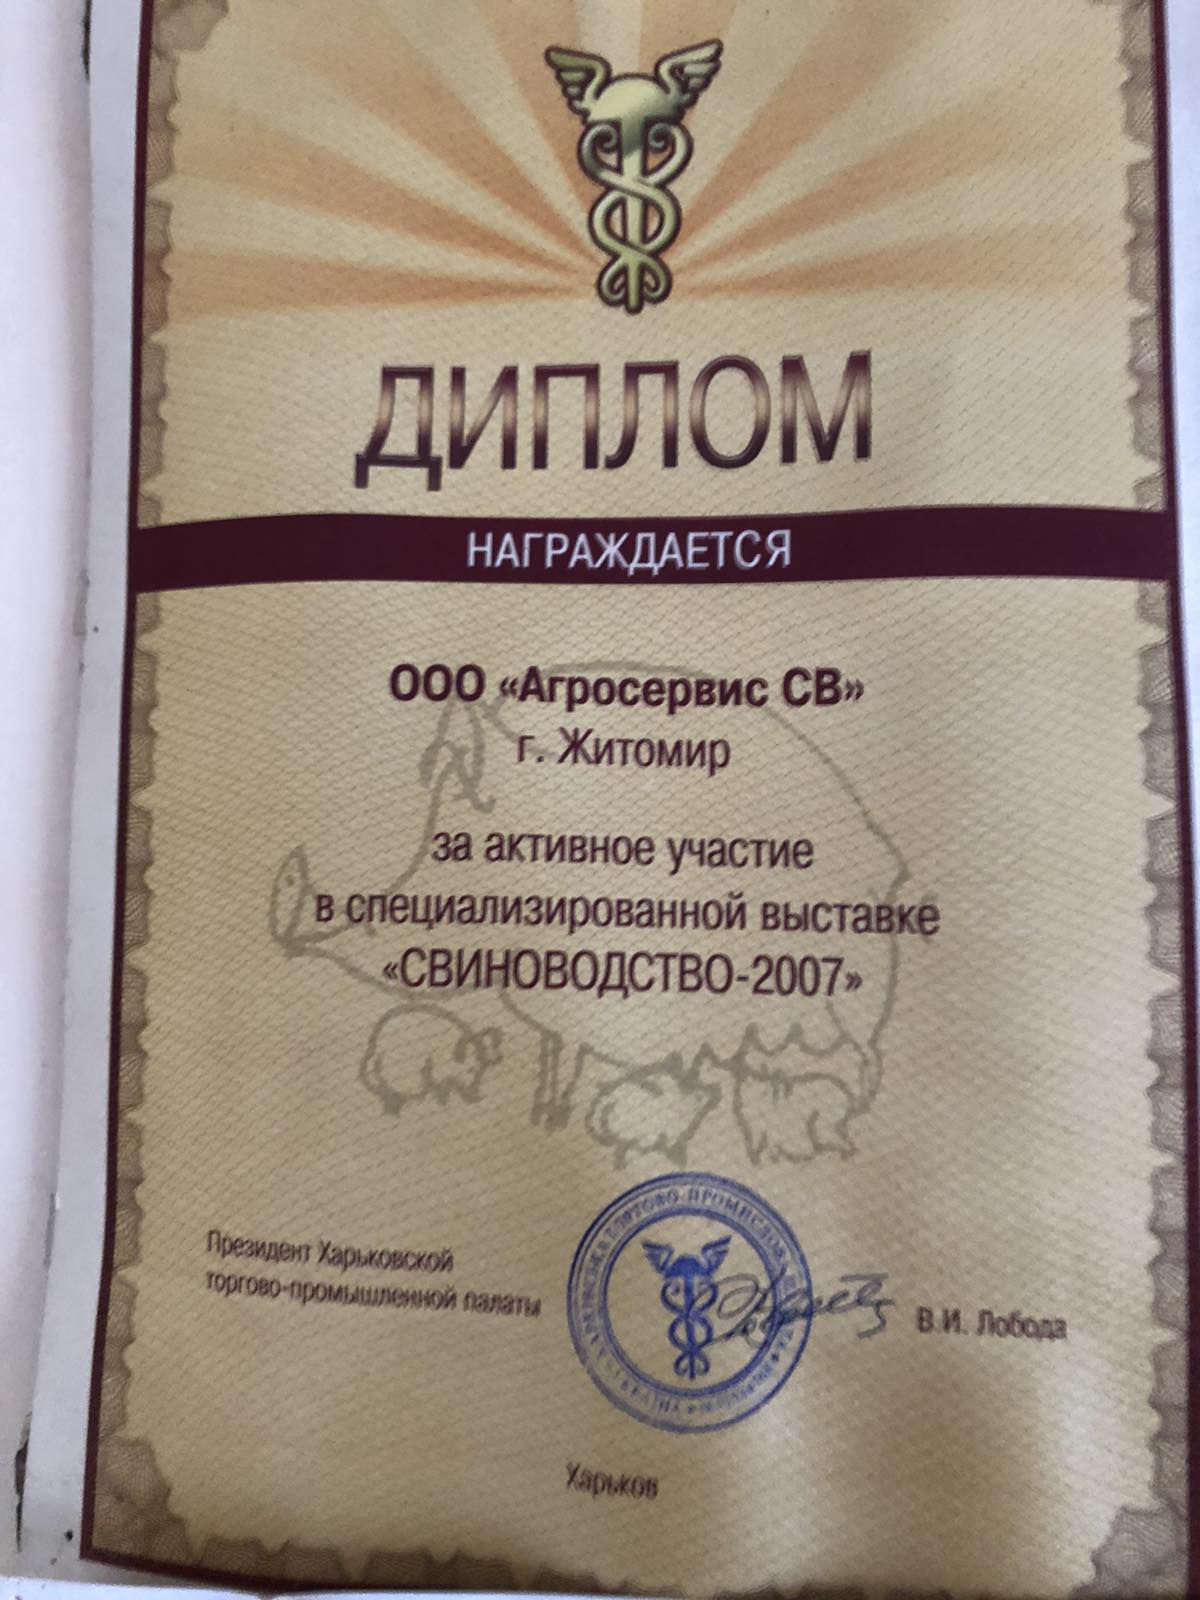 ДИПЛОМ
НАГРАЖДАЕТСЯ
ООО «Агросервис СВ»
г. Житомир
за активное участие
в специализированной выставке
«СВИНОВОДСТВО-2007»
Президент Харьковской
торгово-промышленной палаты
В.И. Лобода
Харьков